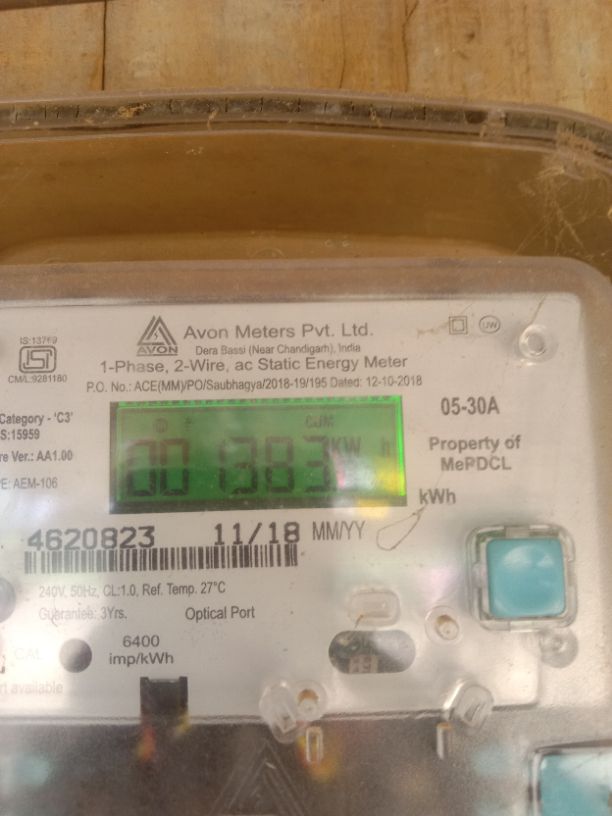 IS:13779
CM/L:9281180
AVON
Avon Meters Pvt. Ltd.
Dera Bassi (Near Chandigarh), India
1-Phase, 2-Wire, ac Static Energy Meter
P.O. No.: ACE(MM)/PO/Saubhagya/2018-19/195 Dated: 12-10-2018
UW
Category - 'C3'
S:15959
re Ver.: AA1.00
PE: AEM-106
CUM
001383 KW h
kWh
05-30A
Property of
MePDCL
4620823 11/18 MM/YY
240V, 50Hz, CL:1.0, Ref. Temp. 27°C
Guarantee: 3Yrs. Optical Port
CAL
6400
imp/kWh
rt available